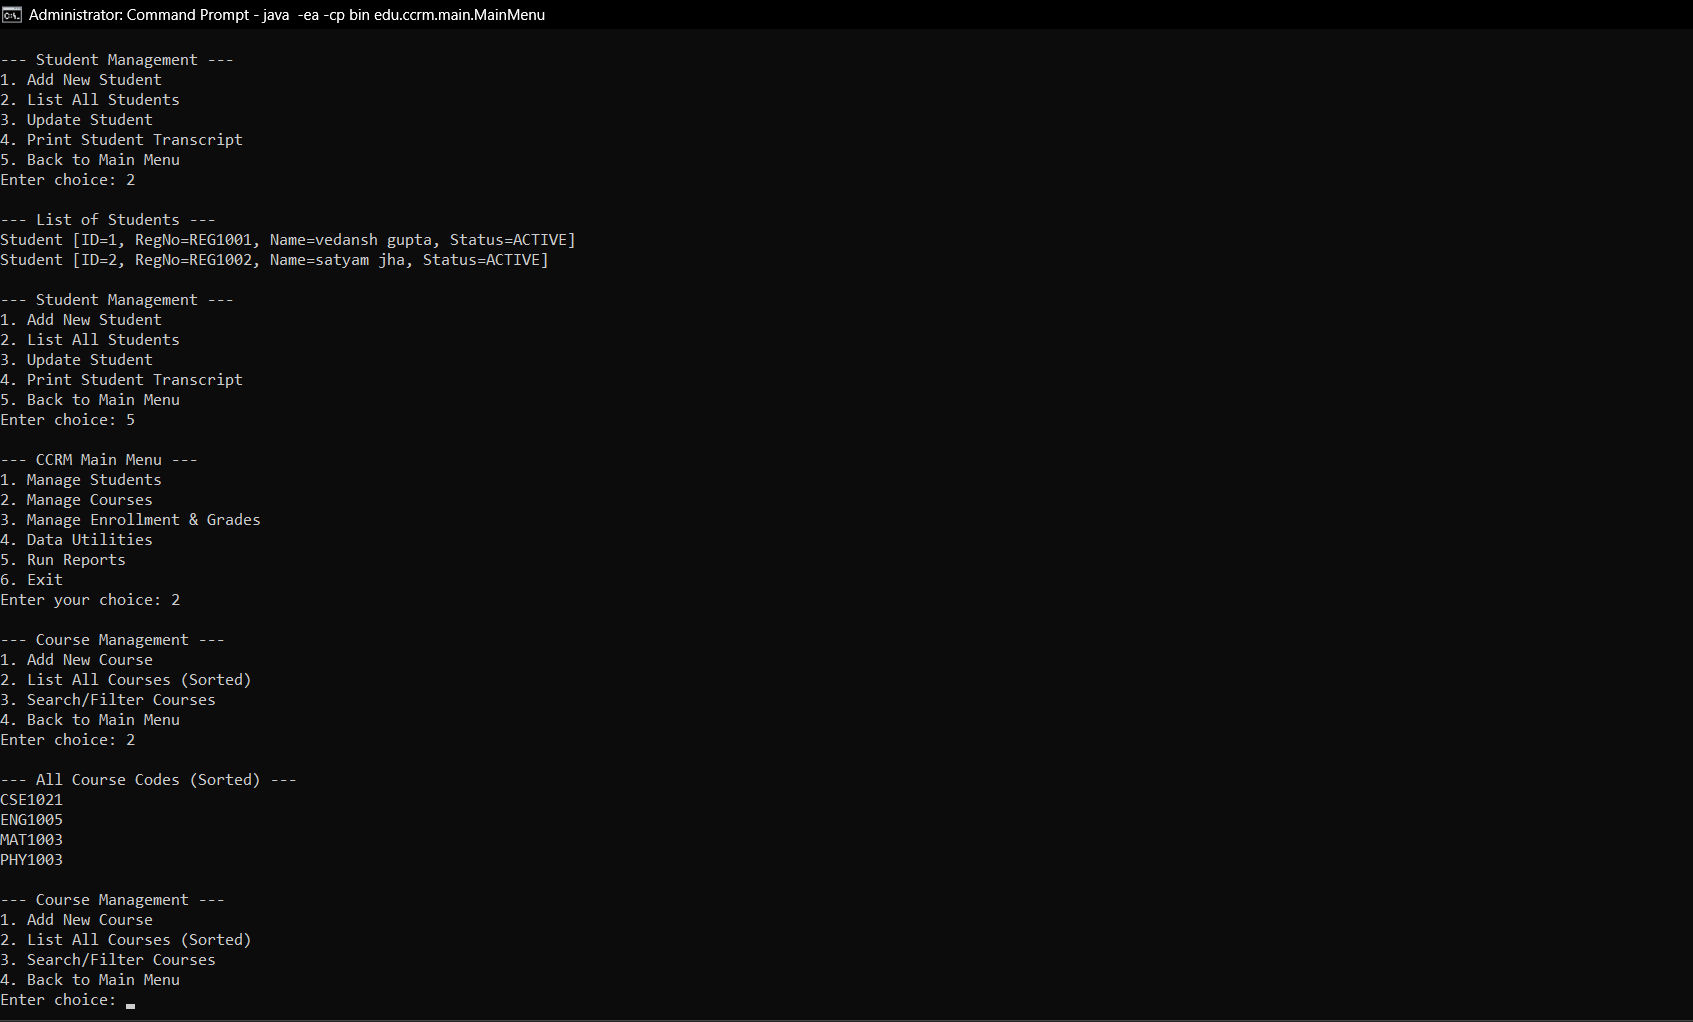 Administrator: Command Prompt - java  -ea -cp bin edu.ccrm.main.MainMenu
--- Student Management ---
1. Add New Student
2. List All Students
3. Update Student
4. Print Student Transcript
5. Back to Main Menu
Enter choice: 2
--- List of Students ---
Student [ID=1, RegNo=REG1001, Name=vedansh gupta, Status=ACTIVE]
Student [ID=2, RegNo=REG1002, Name=satyam jha, Status=ACTIVE]
--- Student Management ---
1. Add New Student
2. List All Students
3. Update Student
4. Print Student Transcript
5. Back to Main Menu
Enter choice: 5
--- CCRM Main Menu ---
1. Manage Students
2. Manage Courses
3. Manage Enrollment & Grades
4. Data Utilities
5. Run Reports
6. Exit
Enter your choice: 2
--- Course Management ---
1. Add New Course
2. List All Courses (Sorted)
3. Search/Filter Courses
4. Back to Main Menu
Enter choice: 2
--- All Course Codes (Sorted) ---
CSE1021
ENG1005
MAT1003
PHY1003
--- Course Management ---
1. Add New Course
2. List All Courses (Sorted)
3. Search/Filter Courses
4. Back to Main Menu
Enter choice: